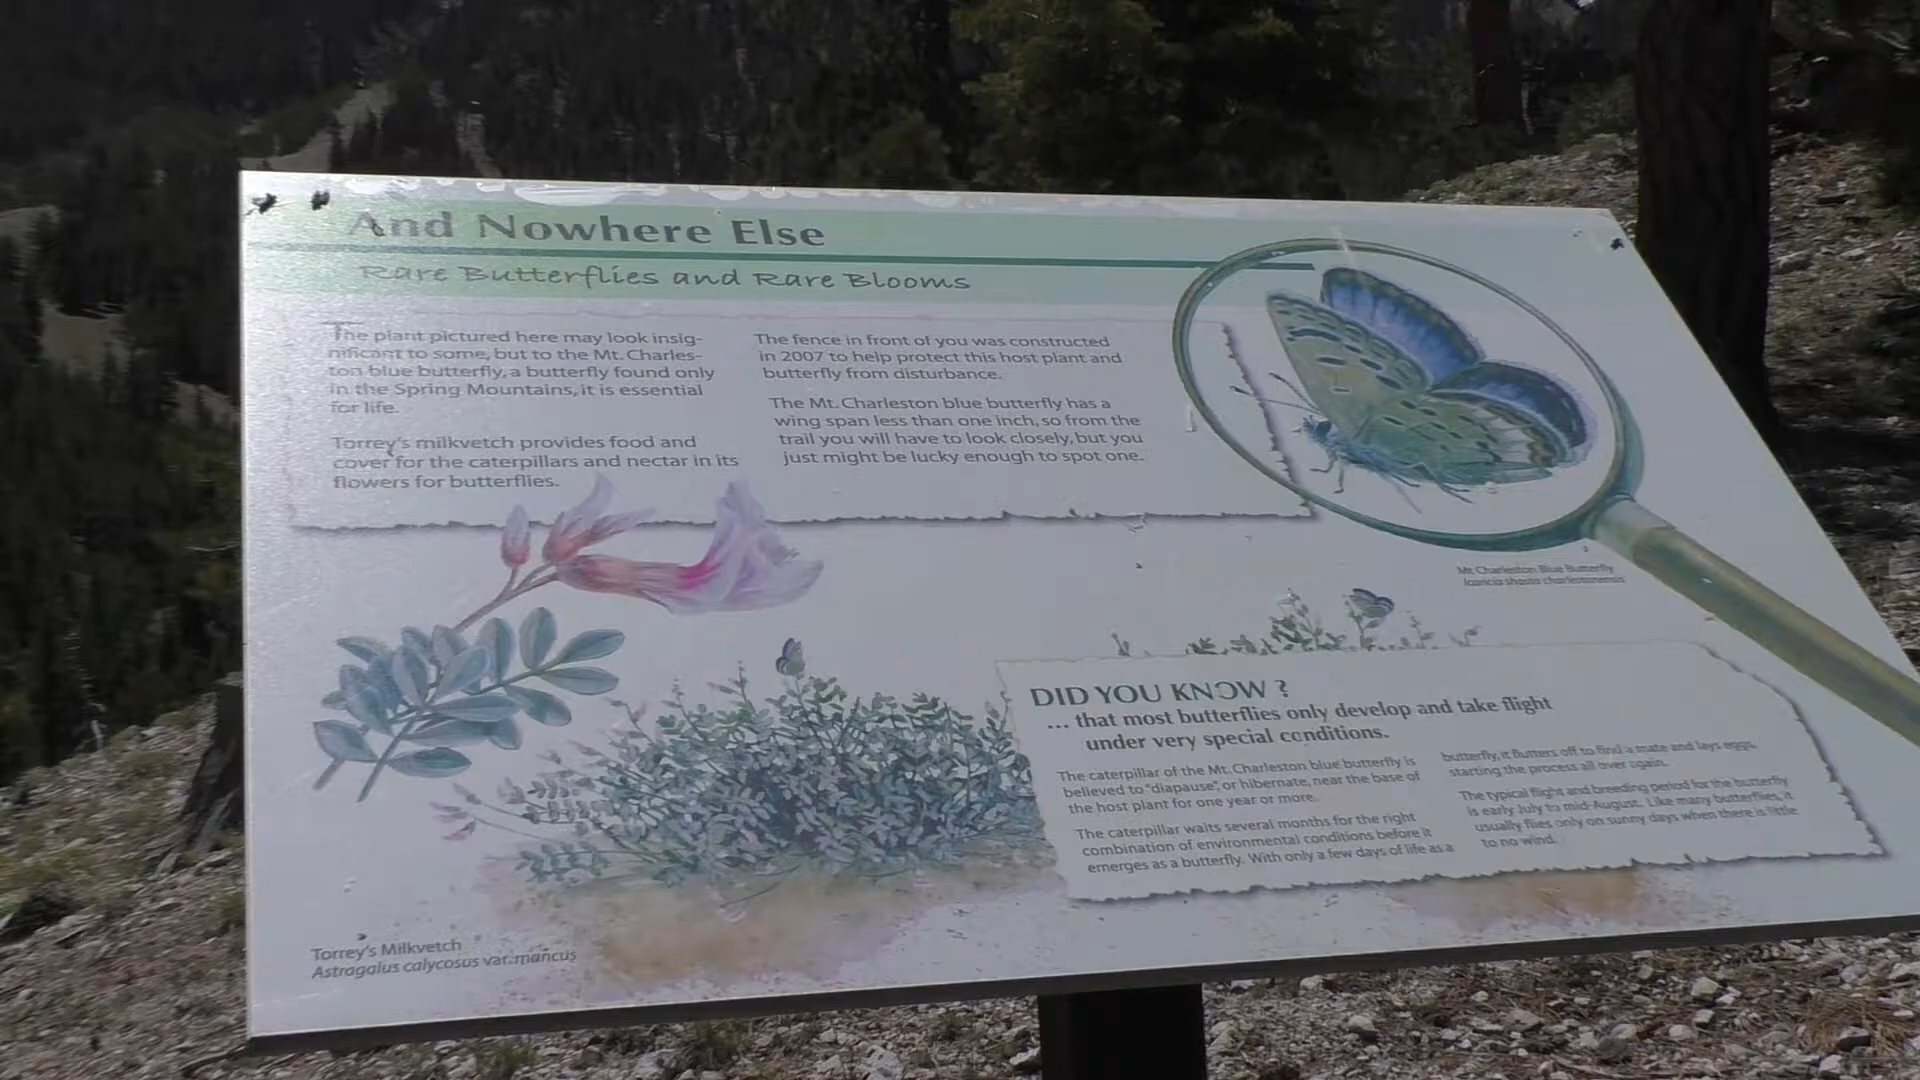 And Nowhere Else
Rare Butterflies and Rare Blooms
The plant pictured here may look insig-
nificant to some, but to the Mt. Charles-
ton blue butterfly, a butterfly found only
in the Spring Mountains, it is essential
for life.
Torrey's milkvetch provides food and
cover for the caterpillars and nectar in its
flowers for butterflies.
The fence in front of you was constructed
in 2007 to help protect this host plant and
butterfly from disturbance.
The Mt. Charleston blue butterfly has a
wing span less than one inch, so from the
trail you will have to look closely, but you
just might be lucky enough to spot one.
Mt. Charleston Blue Butterfly
Icaricia shasta charlestonensis
DID YOU KNOW ?
... that most butterflies only develop and take flight
under very special conditions.
The caterpillar of the Mt. Charleston blue butterfly is
believed to "diapause", or hibernate, near the base of
the host plant for one year or more.
The caterpillar waits several months for the right
combination of environmental conditions before it
emerges as a butterfly. With only a few days of life as a
butterfly, it flutters off to find a mate and lays eggs,
starting the process all over again.
The typical flight and breeding period for the butterfly
is early July to mid-August. Like many butterflies, it
usually flies only on sunny days when there is little
to no wind.
Torrey's Milkvetch
Astragalus calycosus var. mancus